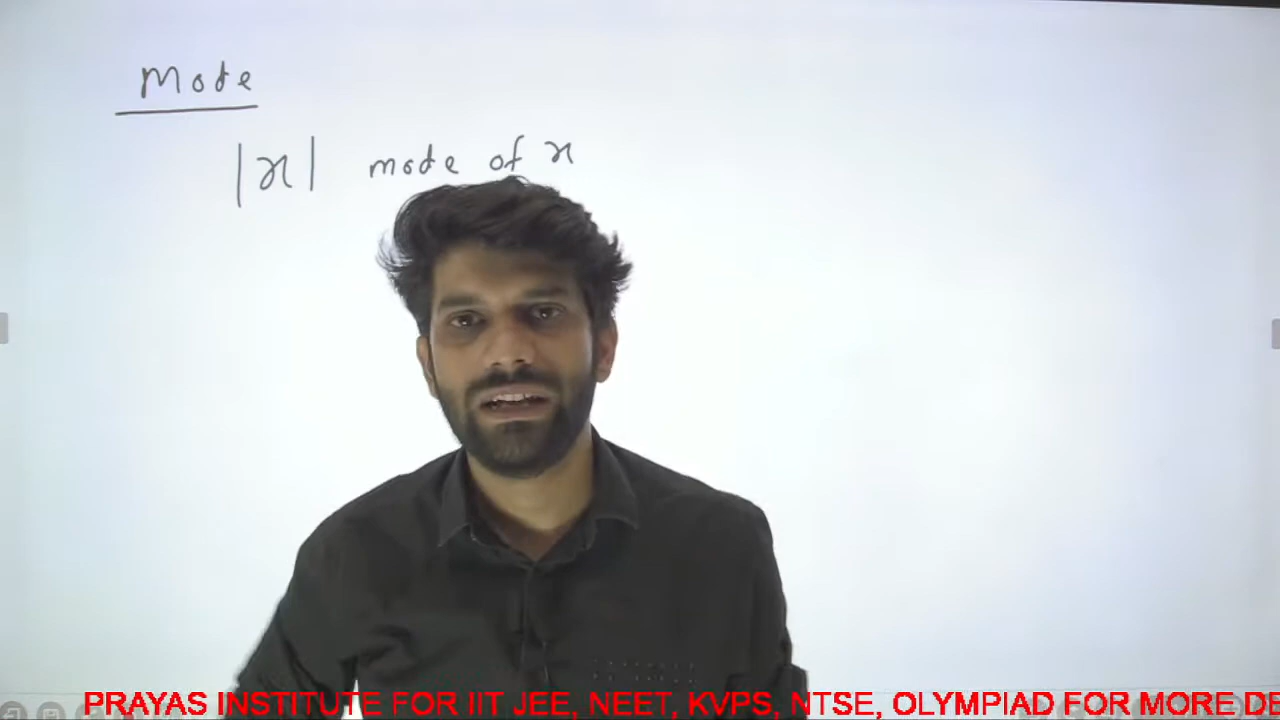 Mode
|x| mode of x
PRAYAS INSTITUTE FOR IIT JEE, NEET, KVPS, NTSE, OLYMPIAD FOR MORE DE